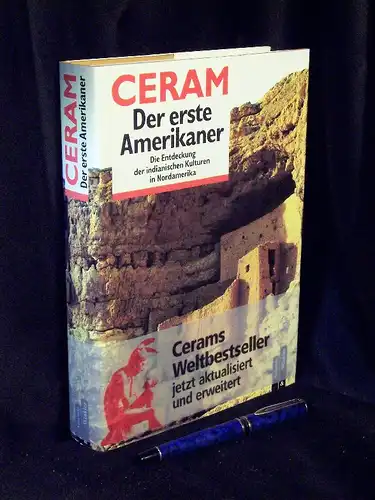 CERAM
Der erste Amerikaner
CERAM
Der erste
Amerikaner
Die Entdeckung
der indianischen Kulturen
in Nordamerika
Cerams
Weltbestseller
jetzt aktualisiert
und erweitert